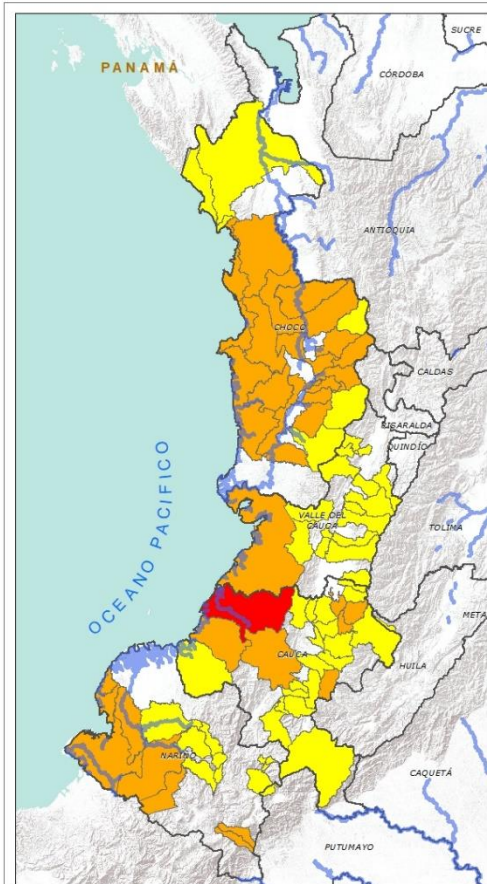 SUCRE
PANAMÁ
CÓRDOBA
ANTIOQUIA
CHOCÓ
CALDAS
RISARALDA
QUINDÍO
OCEANO PACIFICO
VALLE DEL
CAUCA
TOLIMA
META
CAUCA
HUILA
NARIÑO
CAQUETÁ
PUTUMAYO